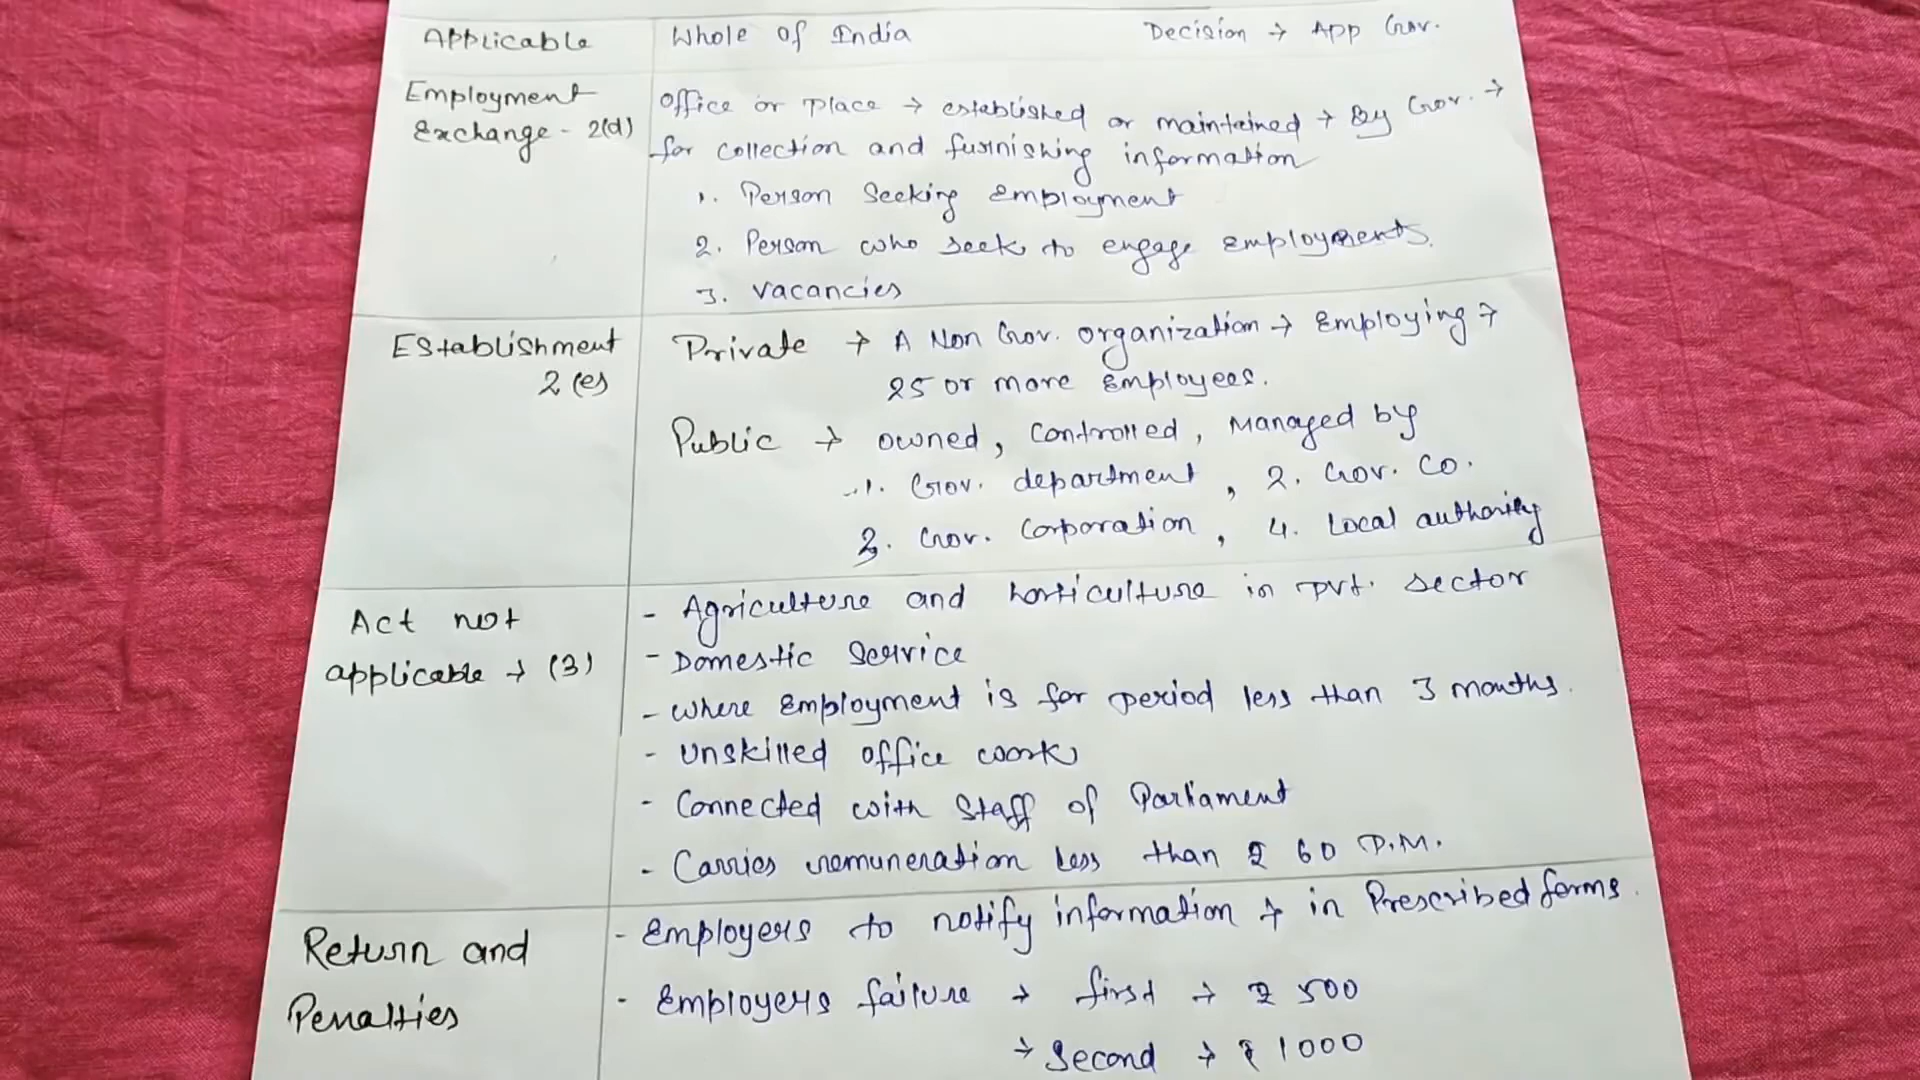 Applicable
Whole of India
Decision → App Gov.
Employment
Exchange - 2(d)
Office or place → established or maintained → By Gov. →
for collection and furnishing information
1. Person Seeking Employment
2. Person who seek to engage employments.
3. Vacancies
Establishment
2(e)
Private → A Non Gov. organization → Employing →
25 or more Employees.
Public → owned, controlled, Managed by
1. Gov. department, 2. Gov. Co.
3. Gov. Corporation, 4. Local authority
Act not
applicable → (3)
- Agriculture and horticulture in pvt. sector
- Domestic Service
- where Employment is for period less than 3 months.
- Unskilled office work
- Connected with Staff of Parliament
- Carries remuneration less than ₹ 60 P.M.
Return and
Penalties
- Employers to notify information → in Prescribed forms.
- Employers failure → first → ₹ 500
→ Second → ₹ 1000